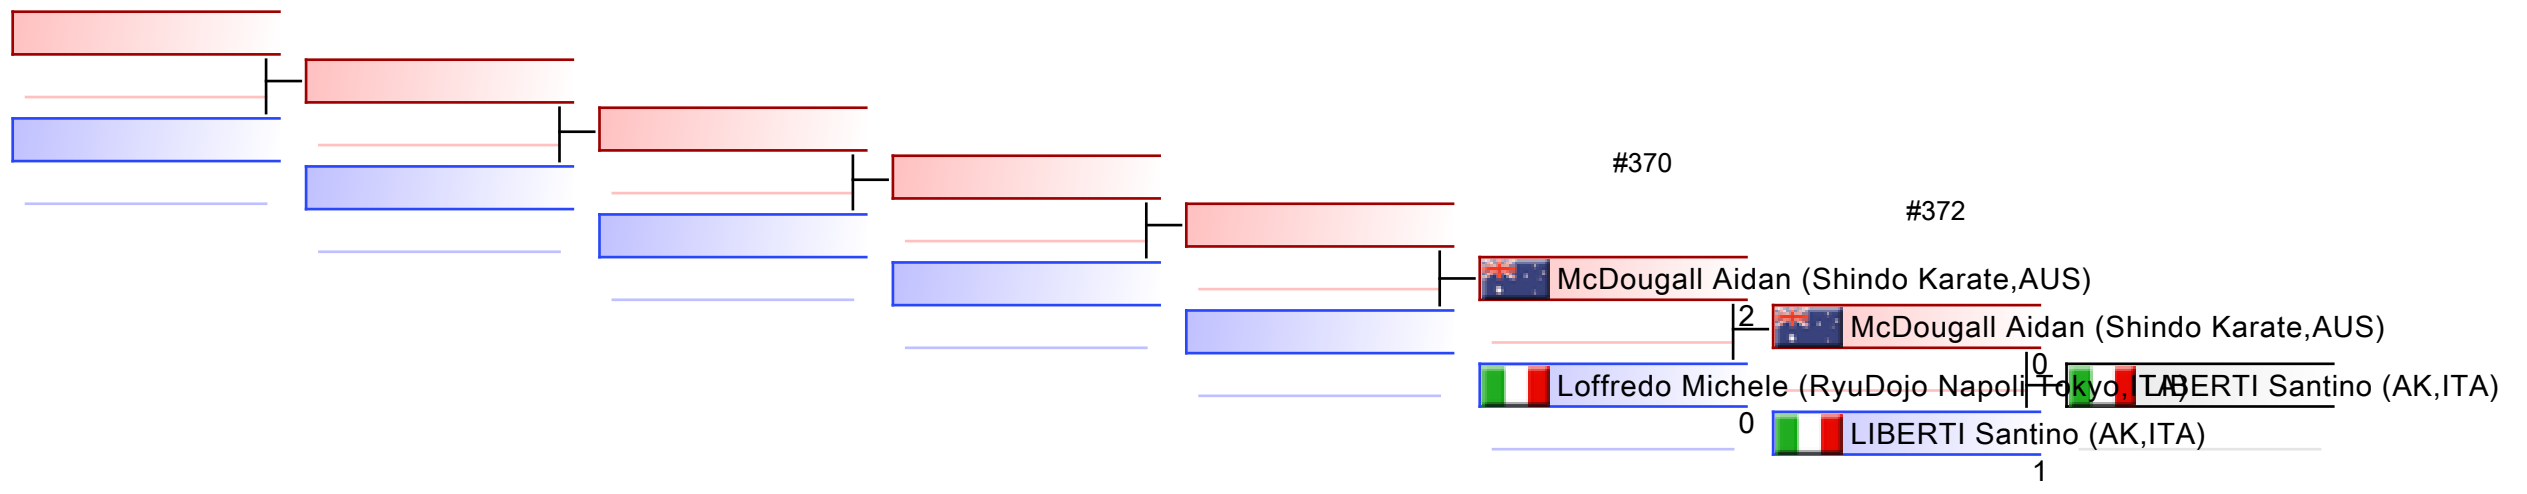 #370
#372
McDougall Aidan (Shindo Karate,AUS)
2
McDougall Aidan (Shindo Karate,AUS)
0
Loffredo Michele (RyuDojo Napoli Tokyo,ITA)
LIBERTI Santino (AK,ITA)
0
LIBERTI Santino (AK,ITA)
1